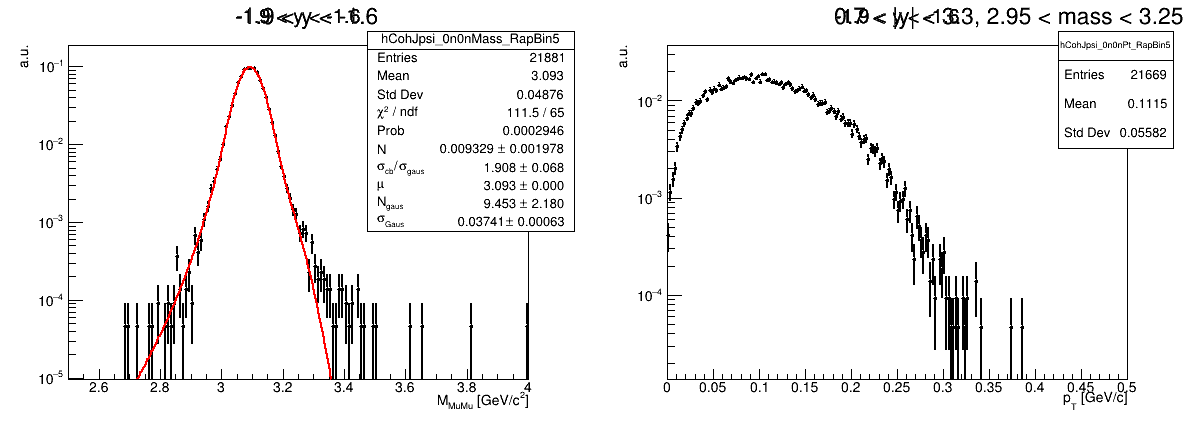 a.u.
hCohJpsi_0n0nMass_RapBin5
Entries 21881
Mean 3.093
Std Dev 0.04876
χ² / ndf 111.5 / 65
Prob 0.0002946
N 0.009329 ± 0.001978
σcb/σgaus 1.908 ± 0.068
μ 3.093 ± 0.000
Ngaus 9.453 ± 2.180
σGaus 0.03741± 0.00063
10⁻¹
10⁻²
10⁻³
10⁻⁴
10⁻⁵
2.6 2.8 3 3.2 3.4 3.6 3.8 4
MMuMu [GeV/c²]
3, 2.95 < mass < 3.25
a.u.
hCohJpsi_0n0nPt_RapBin5
Entries 21669
Mean 0.1115
Std Dev 0.05582
10⁻²
10⁻³
10⁻⁴
0 0.05 0.1 0.15 0.2 0.25 0.3 0.35 0.4 0.45 0.5
pT [GeV/c]